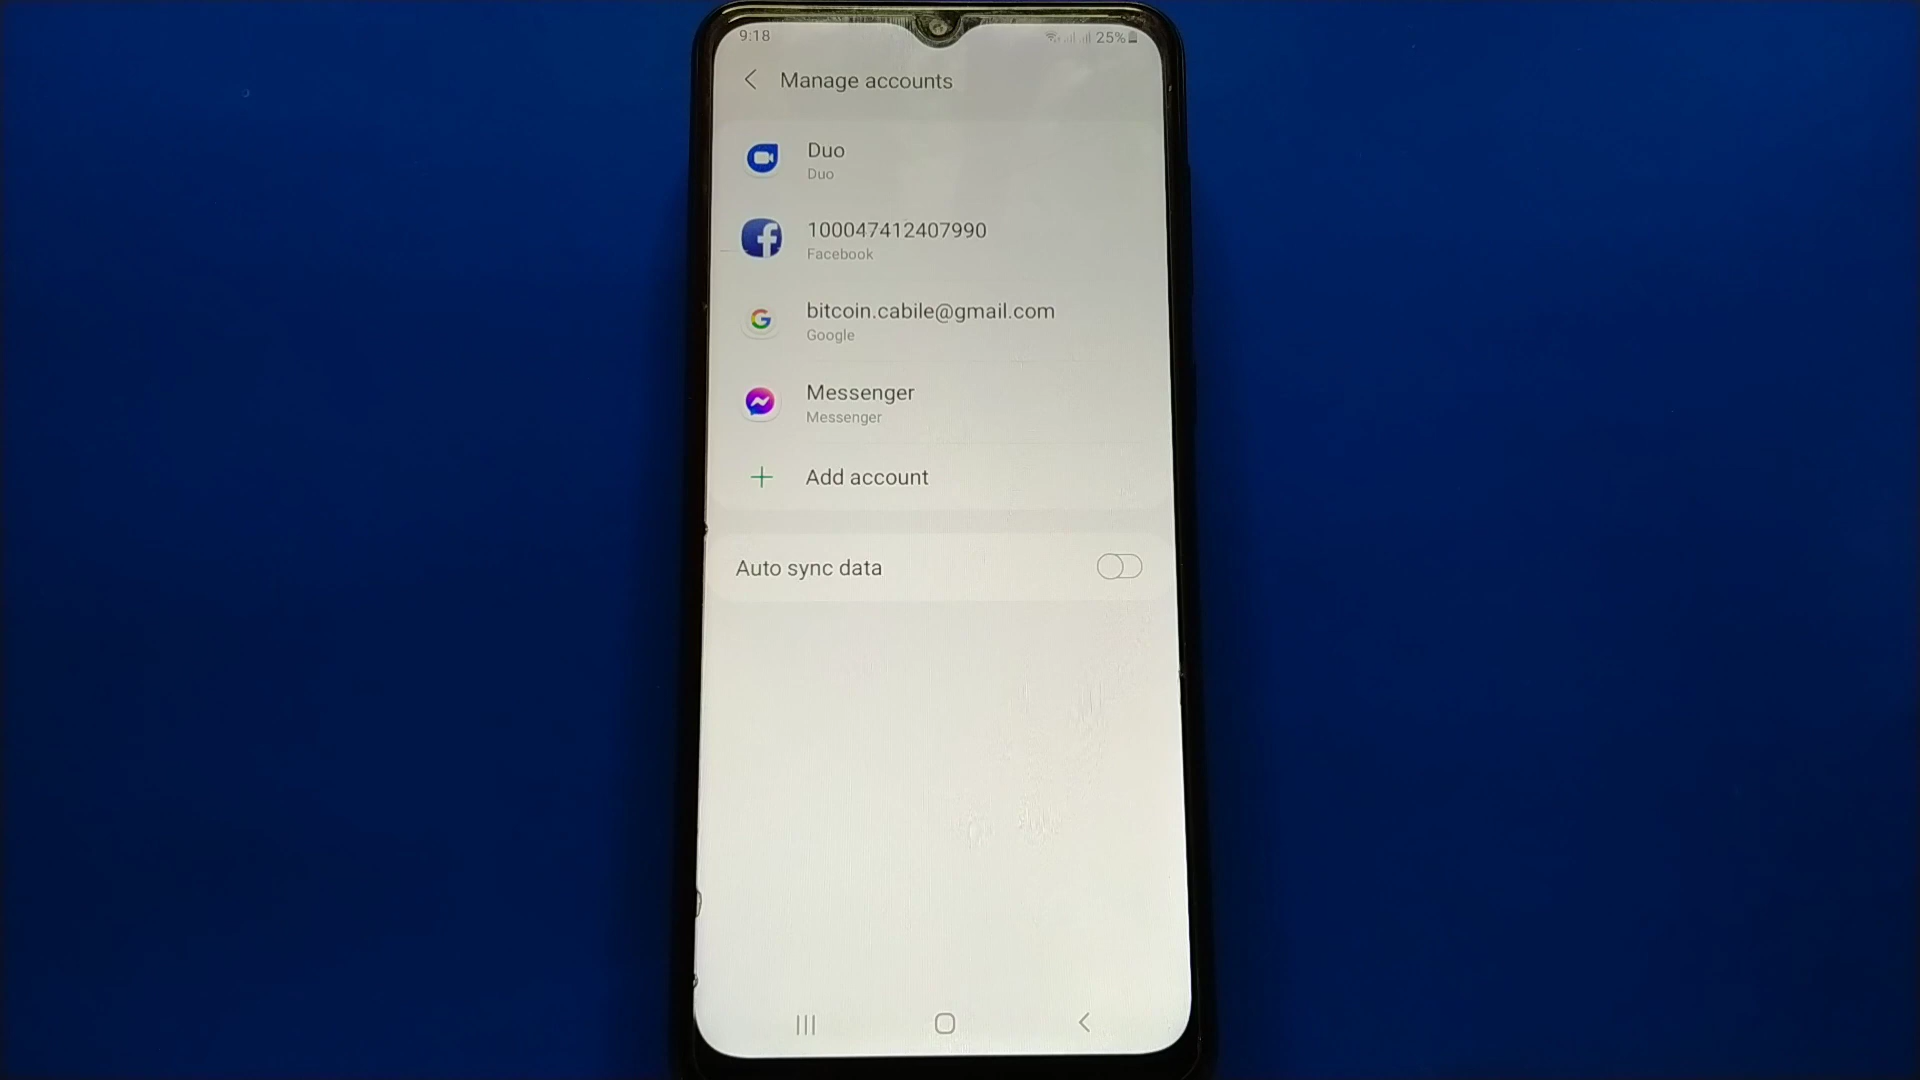 9:18
25%
Manage accounts
Duo
Duo
100047412407990
Facebook
bitcoin.cabile@gmail.com
Google
Messenger
Messenger
Add account
Auto sync data